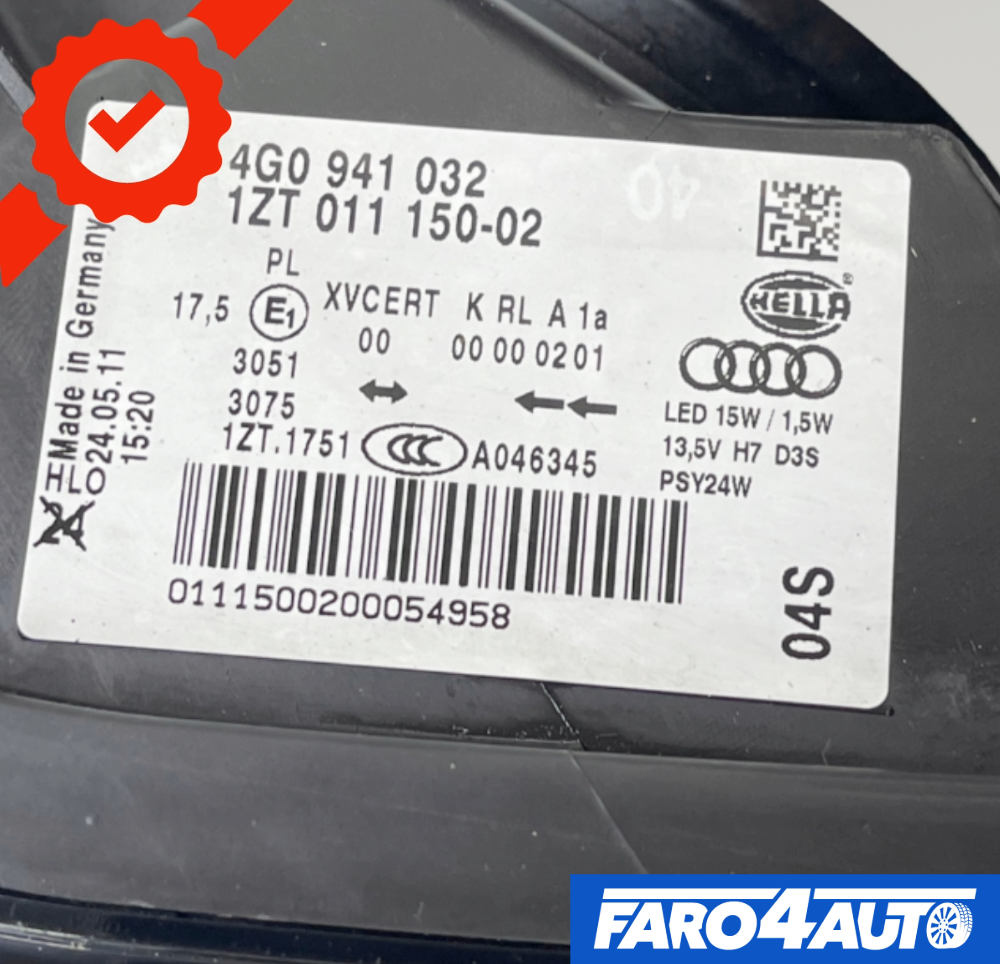 4G0 941 032
1ZT 011 150-02
40
PL
17,5 E1 XVCERT K RL A 1a
00 00 00 02 01
3051
3075
1ZT.1751 CCC A046345
0111500200054958
HELLA®
LED 15W / 1,5W
13,5V H7 D3S
PSY24W
04S
Made in Germany
24.05.11
15:20
FARO4AUTO